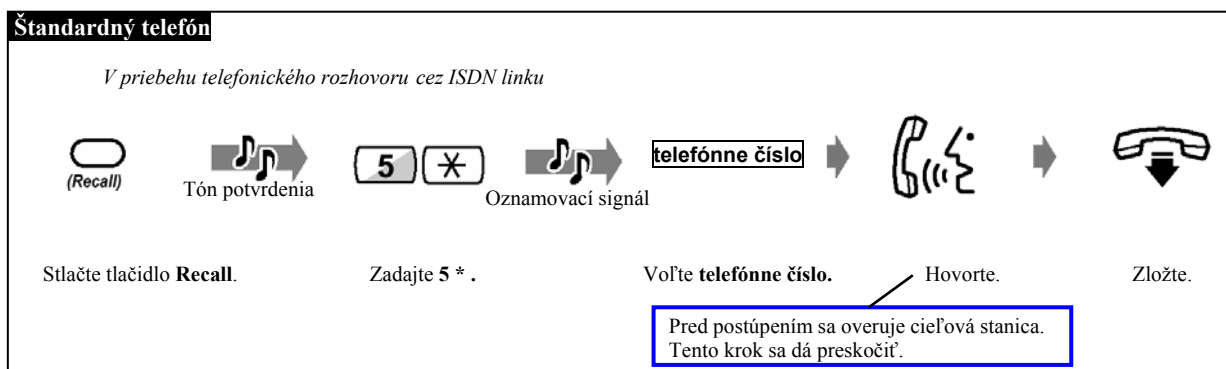 Štandardný telefón
V priebehu telefonického rozhovoru cez ISDN linku
(Recall)
Tón potvrdenia
5
Oznamovací signál
telefónne číslo
Stlačte tlačidlo Recall.
Zadajte 5 * .
Voľte telefónne číslo.
Hovorte.
Zložte.
Pred postúpením sa overuje cieľová stanica.
Tento krok sa dá preskočiť.